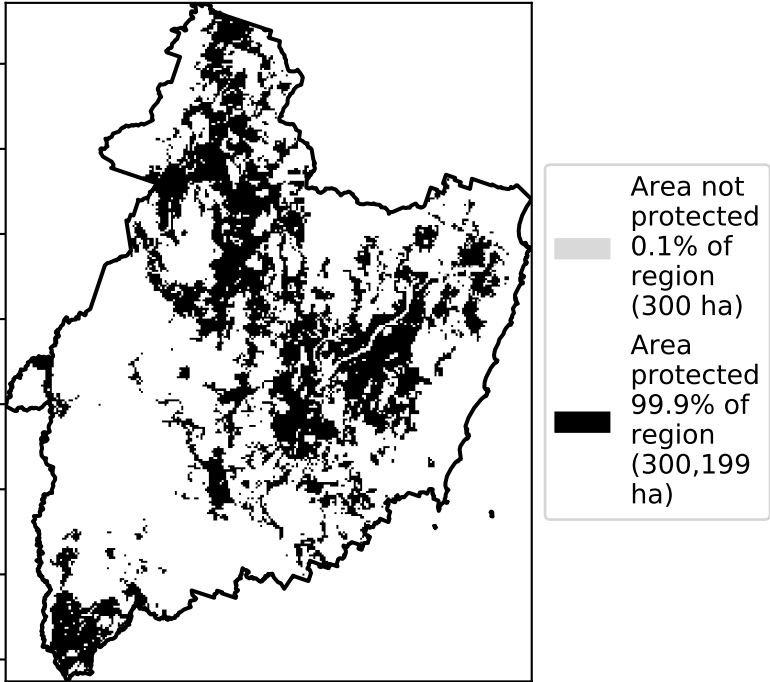 Area not
protected
0.1% of
region
(300 ha)
Area
protected
99.9% of
region
(300,199
ha)